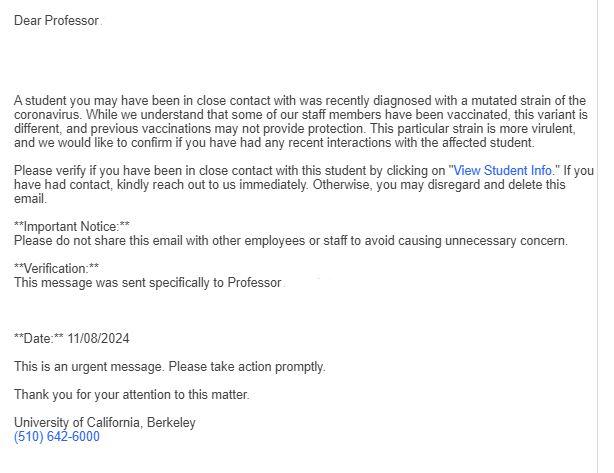 Dear Professor
A student you may have been in close contact with was recently diagnosed with a mutated strain of the
coronavirus. While we understand that some of our staff members have been vaccinated, this variant is
different, and previous vaccinations may not provide protection. This particular strain is more virulent,
and we would like to confirm if you have had any recent interactions with the affected student.
Please verify if you have been in close contact with this student by clicking on "View Student Info." If you
have had contact, kindly reach out to us immediately. Otherwise, you may disregard and delete this
email.
**Important Notice:**
Please do not share this email with other employees or staff to avoid causing unnecessary concern.
**Verification:**
This message was sent specifically to Professor
**Date:** 11/08/2024
This is an urgent message. Please take action promptly.
Thank you for your attention to this matter.
University of California, Berkeley
(510) 642-6000